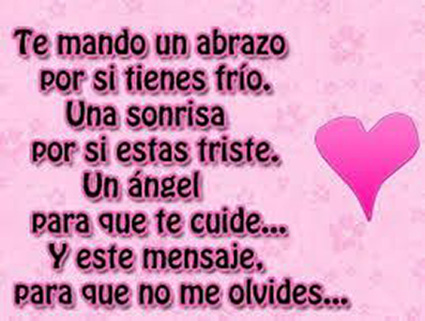 Te mando un abrazo
por si tienes frío.
Una sonrisa
por si estas triste.
Un ángel
para que te cuide...
Y este mensaje,
para que no me olvides...